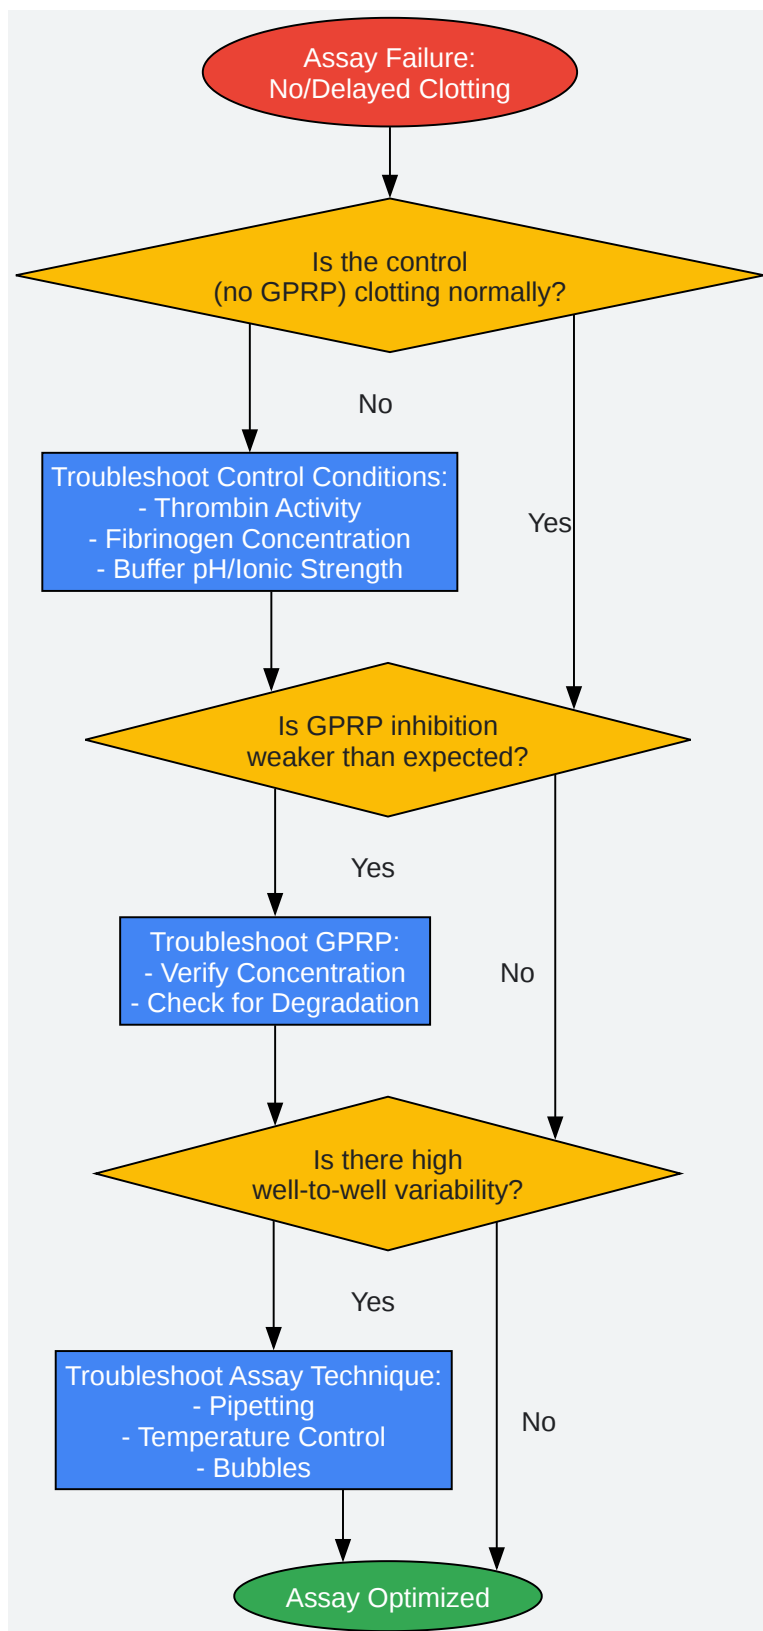 Assay Failure:
No/Delayed Clotting
Is the control
(no GPRP) clotting normally?
No
Troubleshoot Control Conditions:
- Thrombin Activity
- Fibrinogen Concentration
- Buffer pH/Ionic Strength
Yes
Is GPRP inhibition
weaker than expected?
Yes
Troubleshoot GPRP:
- Verify Concentration
- Check for Degradation
No
Is there high
well-to-well variability?
Yes
Troubleshoot Assay Technique:
- Pipetting
- Temperature Control
- Bubbles
No
Assay Optimized